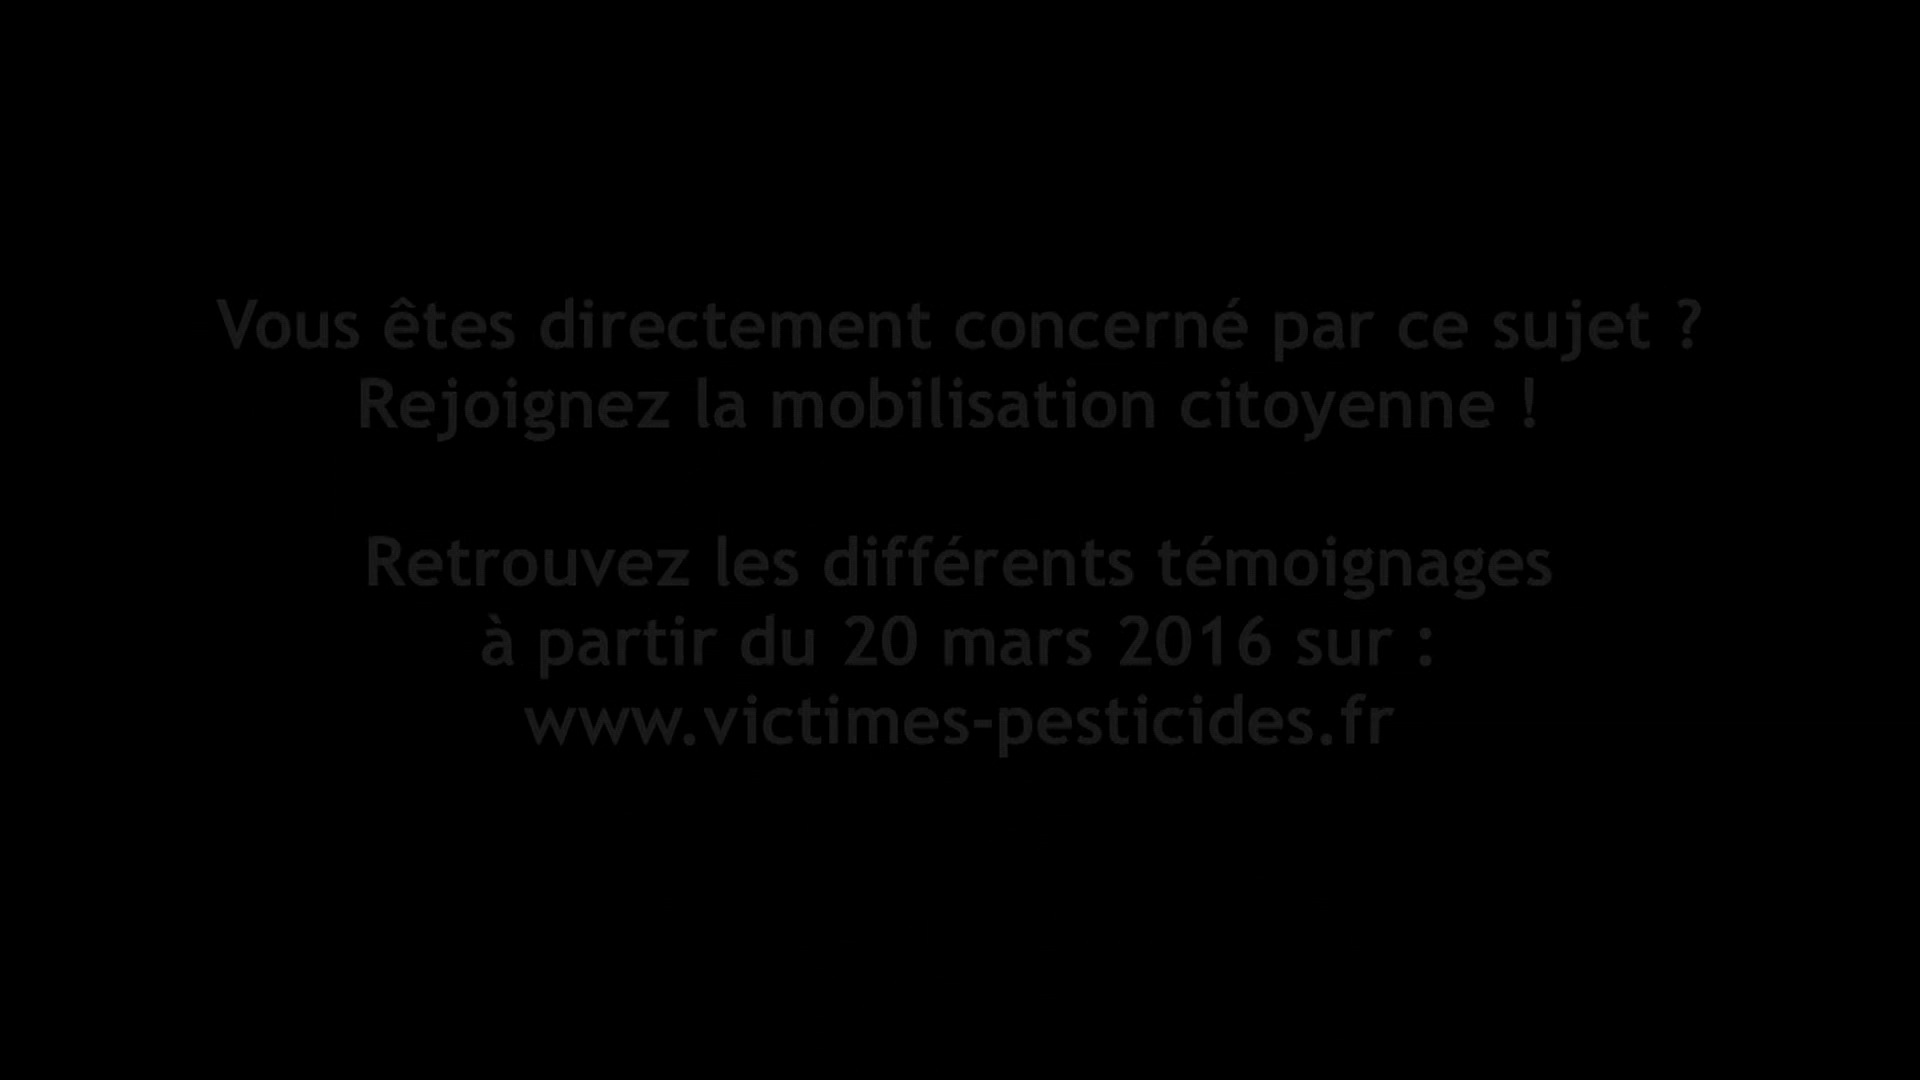 Vous êtes directement concerné par ce sujet ?
Rejoignez la mobilisation citoyenne !
Retrouvez les différents témoignages
à partir du 20 mars 2016 sur :
www.victimes-pesticides.fr